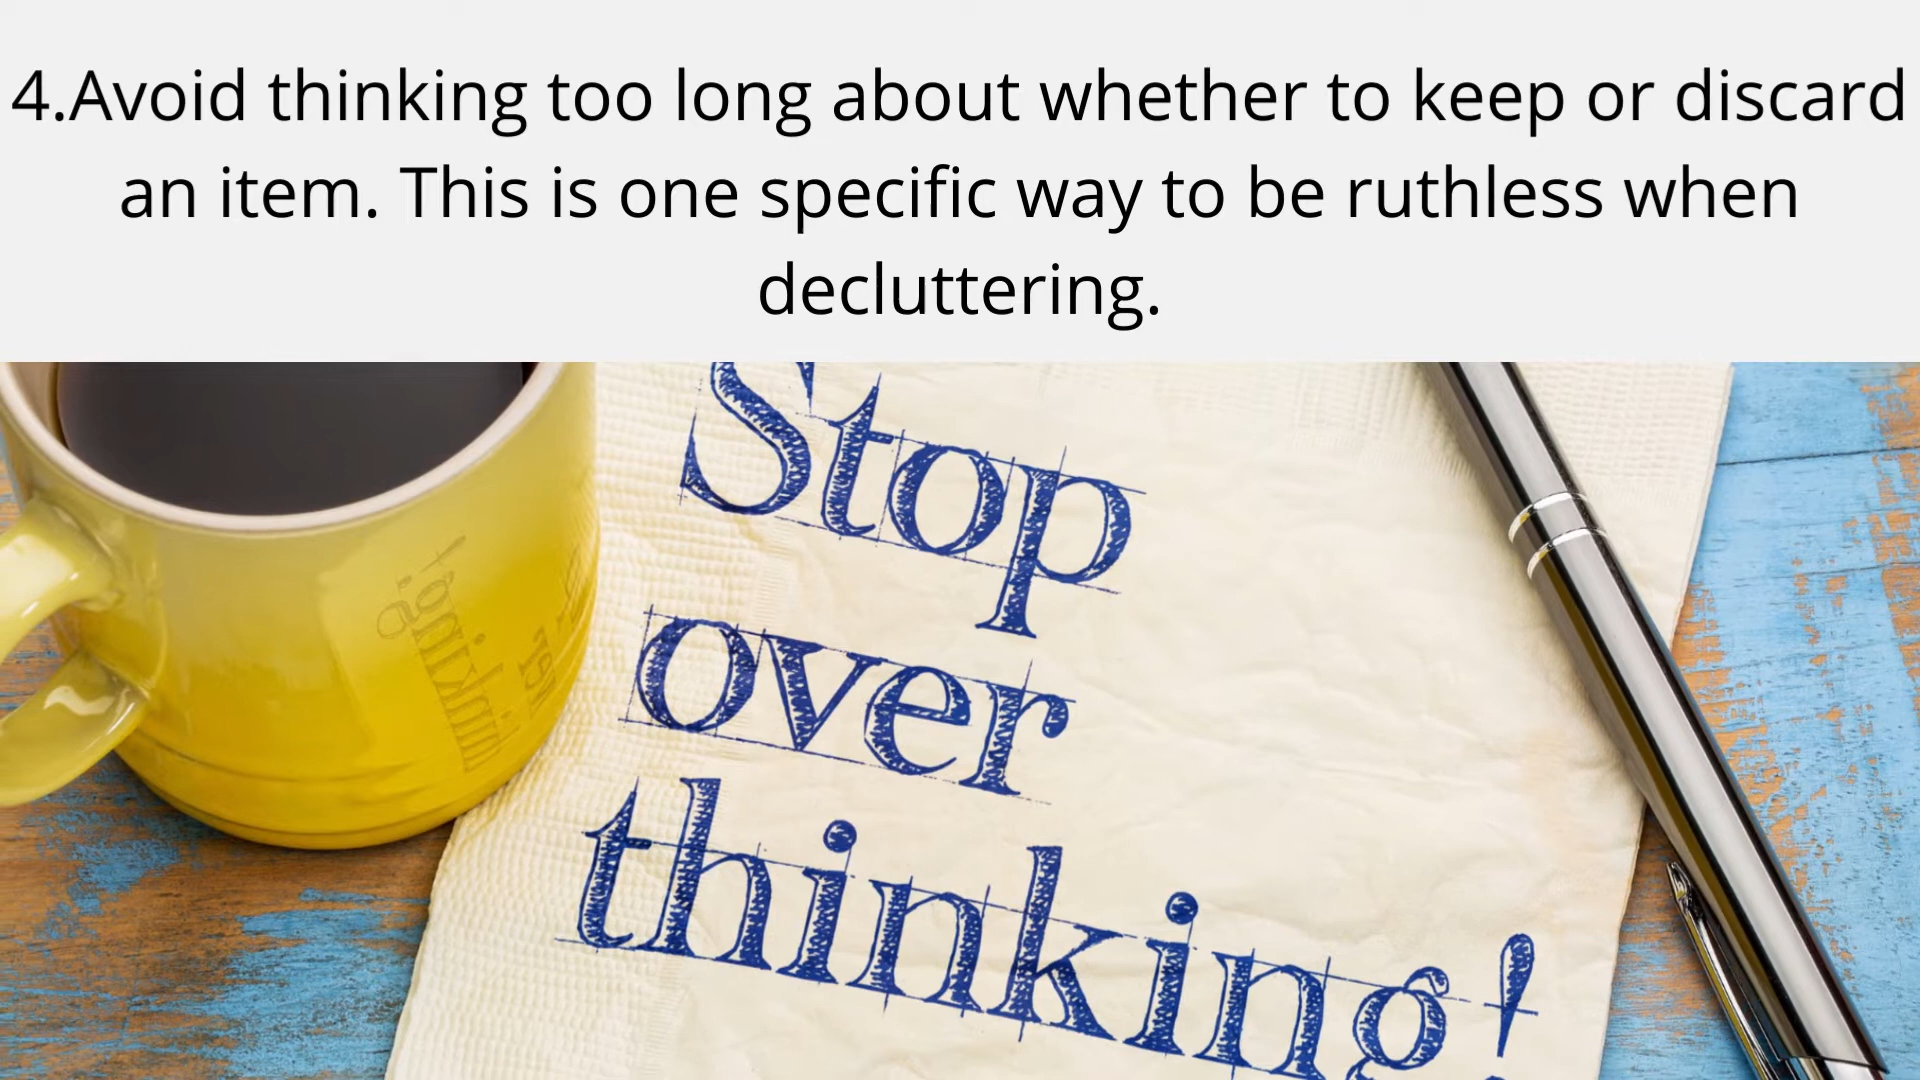 4.Avoid thinking too long about whether to keep or discard
an item. This is one specific way to be ruthless when
decluttering.
Stop
over
thinking!